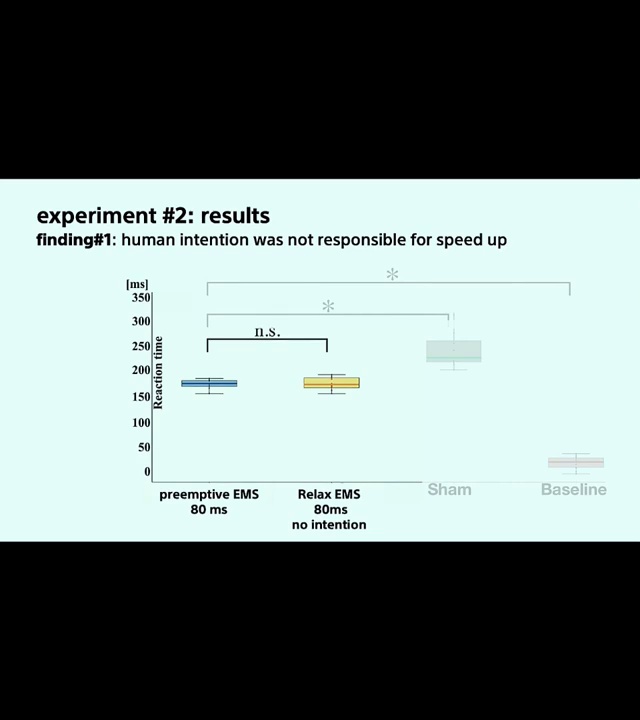 experiment #2: results
finding#1: human intention was not responsible for speed up
[ms]
350
300
250
200
150
100
50
0
Reaction time
*
*
n.s.
preemptive EMS
80 ms
Relax EMS
80ms
no intention
Sham
Baseline